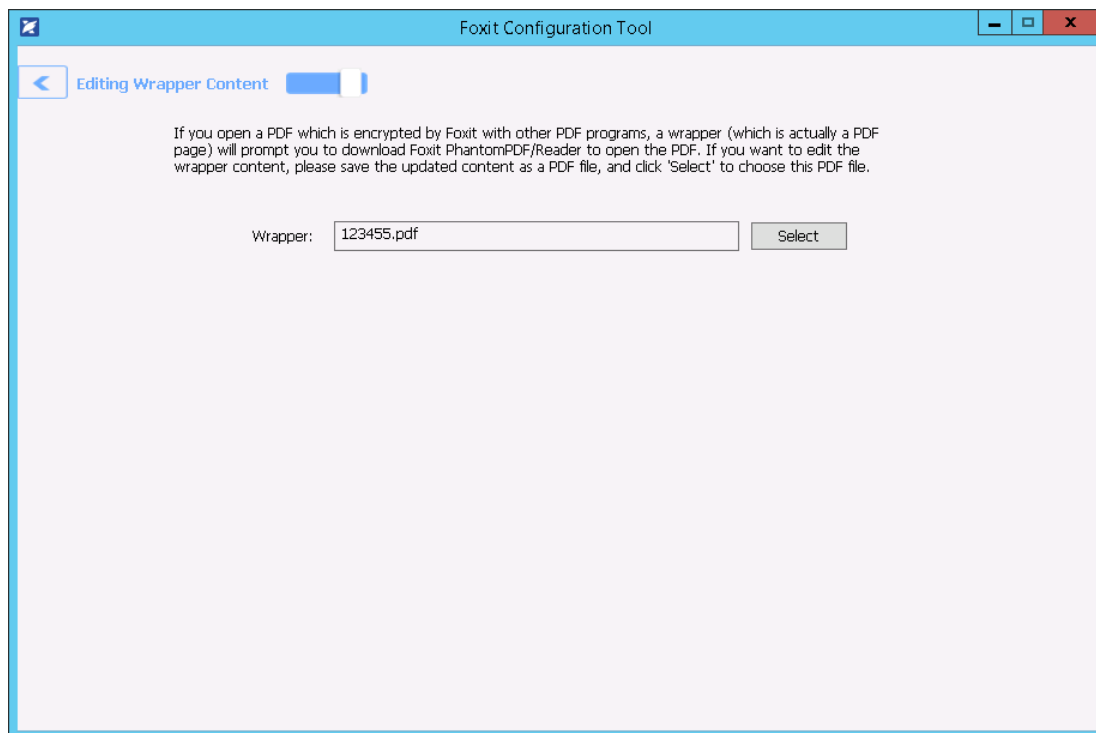 Foxit Configuration Tool
Editing Wrapper Content
If you open a PDF which is encrypted by Foxit with other PDF programs, a wrapper (which is actually a PDF
page) will prompt you to download Foxit PhantomPDF/Reader to open the PDF. If you want to edit the
wrapper content, please save the updated content as a PDF file, and click 'Select' to choose this PDF file.
Wrapper: 123455.pdf Select